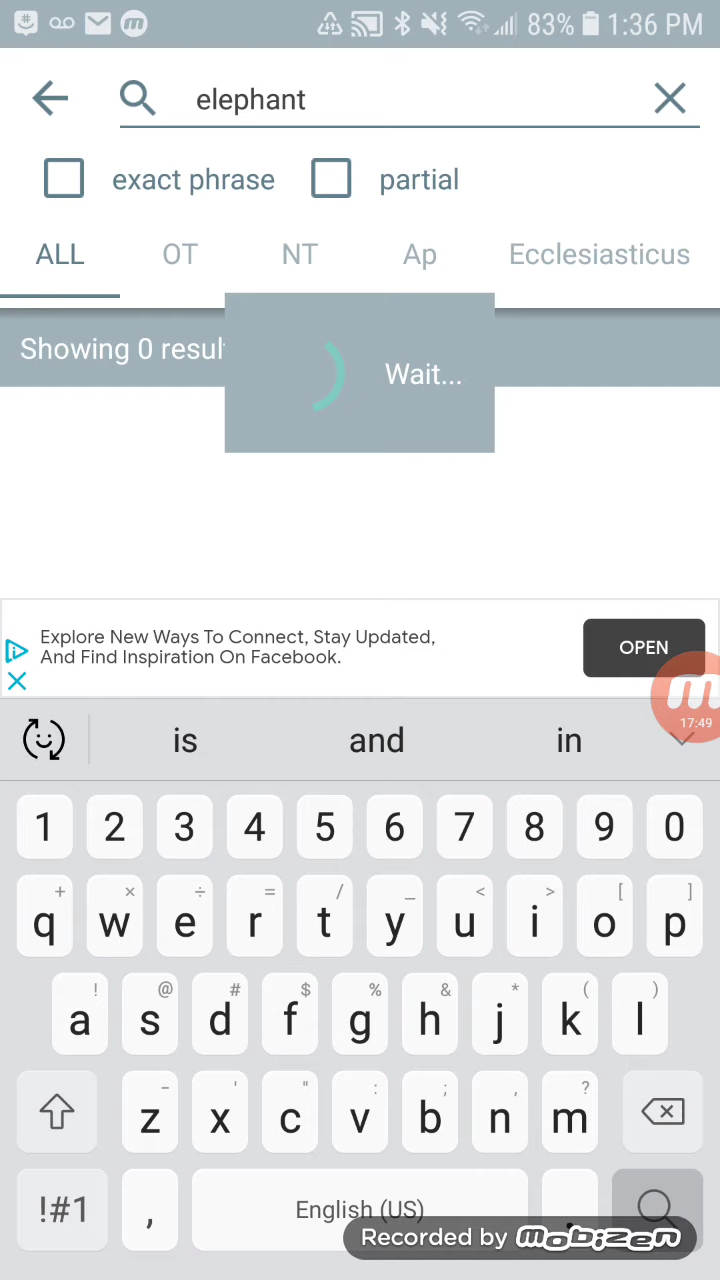 83% 1:36 PM
elephant
exact phrase partial
ALL OT NT Ap Ecclesiasticus
Showing 0 resul
Wait...
Explore New Ways To Connect, Stay Updated,
And Find Inspiration On Facebook.
OPEN
17:49
is and in
1 2 3 4 5 6 7 8 9 0
+ × ÷ = / _ < > [ ]
q w e r t y u i o p
! @ # $ % & * ( )
a s d f g h j k l
- ' " : ; , ?
z x c v b n m
!#1 , English (US) .
Recorded by mobizen